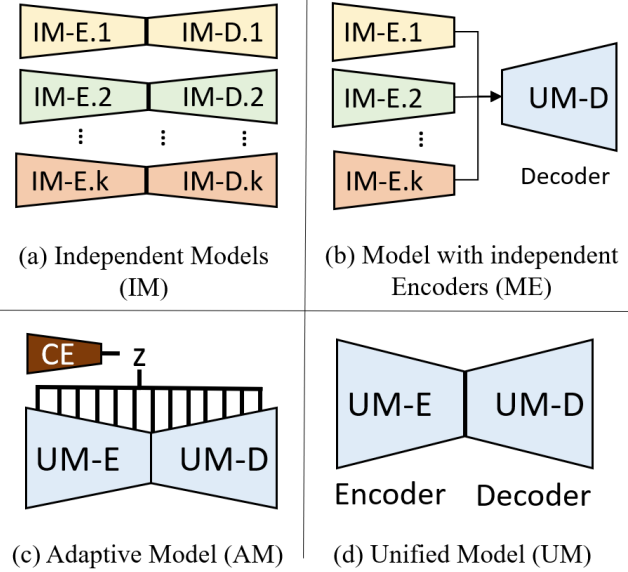 IM-E.1 IM-D.1
IM-E.2 IM-D.2
IM-E.k IM-D.k
(a) Independent Models
(IM)
IM-E.1
IM-E.2
IM-E.k
UM-D
Decoder
(b) Model with independent
Encoders (ME)
CE
z
UM-E UM-D
(c) Adaptive Model (AM)
UM-E UM-D
Encoder Decoder
(d) Unified Model (UM)